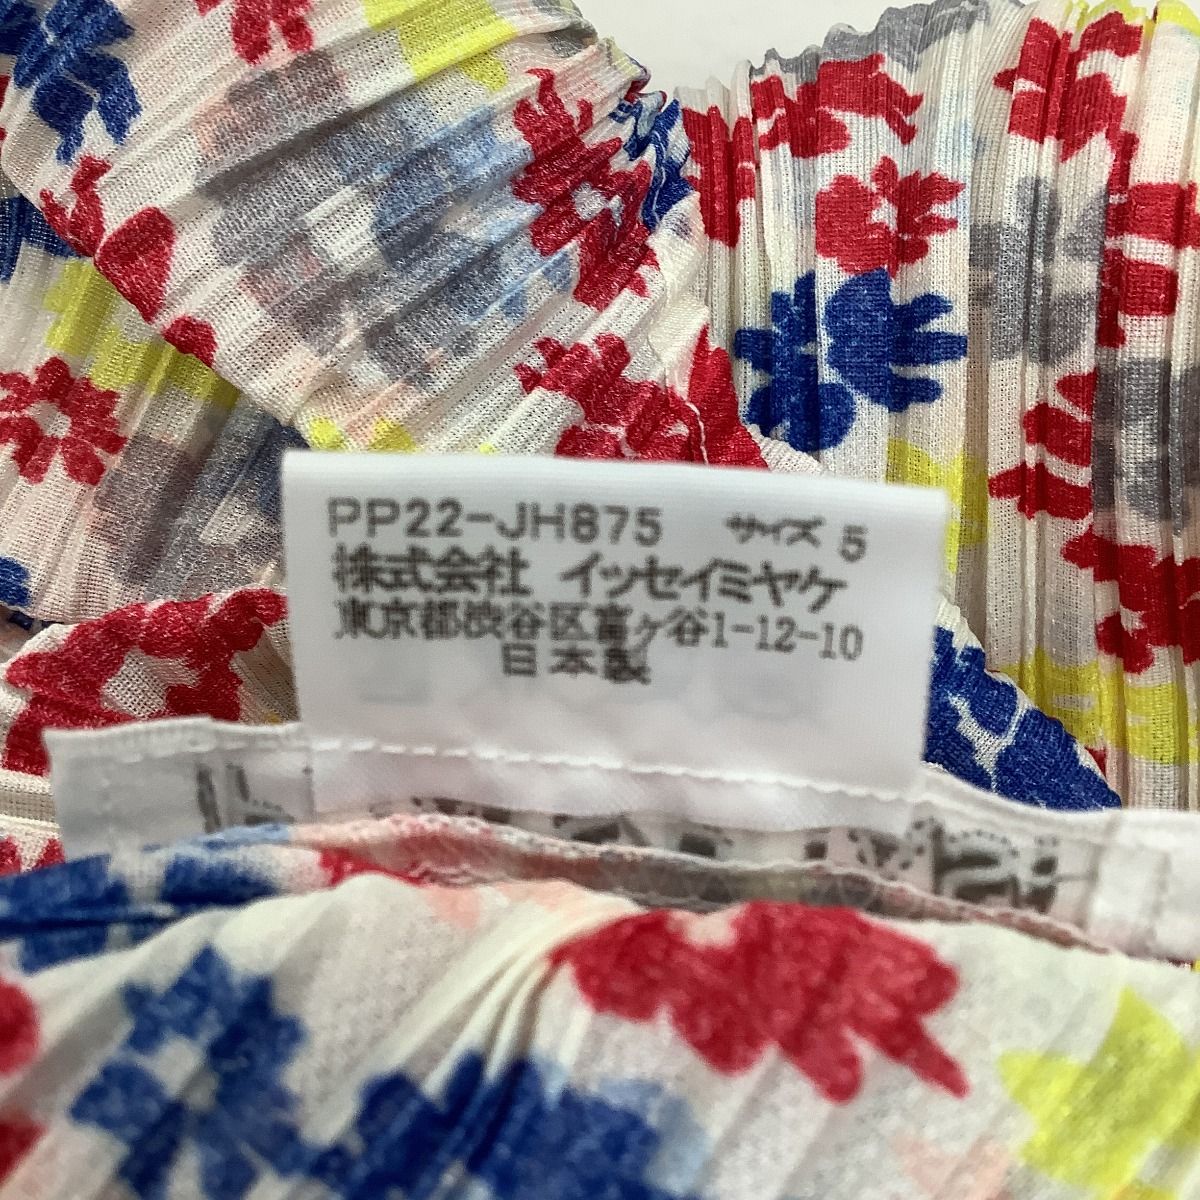 PP22-JH875 サイズ 5
株式会社 イッセイミヤケ
東京都渋谷区富ヶ谷1-12-10
日本製